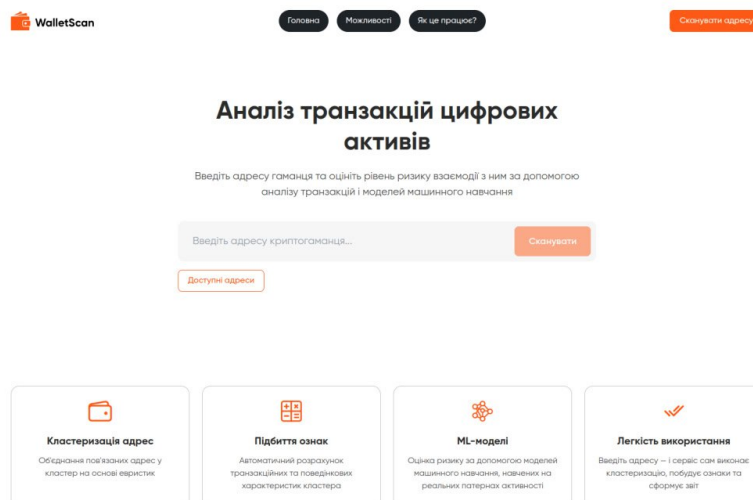 WalletScan
Головна
Можливості
Як це працює?
Сканувати адресу
Аналіз транзакцій цифрових
активів
Введіть адресу гаманця та оцініть рівень ризику взаємодії з ним за допомогою
аналізу транзакцій і моделей машинного навчання
Введіть адресу криптогаманця...
Сканувати
Доступні адреси
Кластеризація адрес
Об'єднання пов'язаних адрес у
кластер на основі евристик
Підбиття ознак
Автоматичний розрахунок
транзакційних та поведінкових
характеристик кластера
ML-моделі
Оцінка ризику за допомогою моделей
машинного навчання, навчених на
реальних патернах активності
Легкість використання
Введіть адресу — і сервіс сам виконає
кластеризацію, побудує ознаки та
сформує звіт